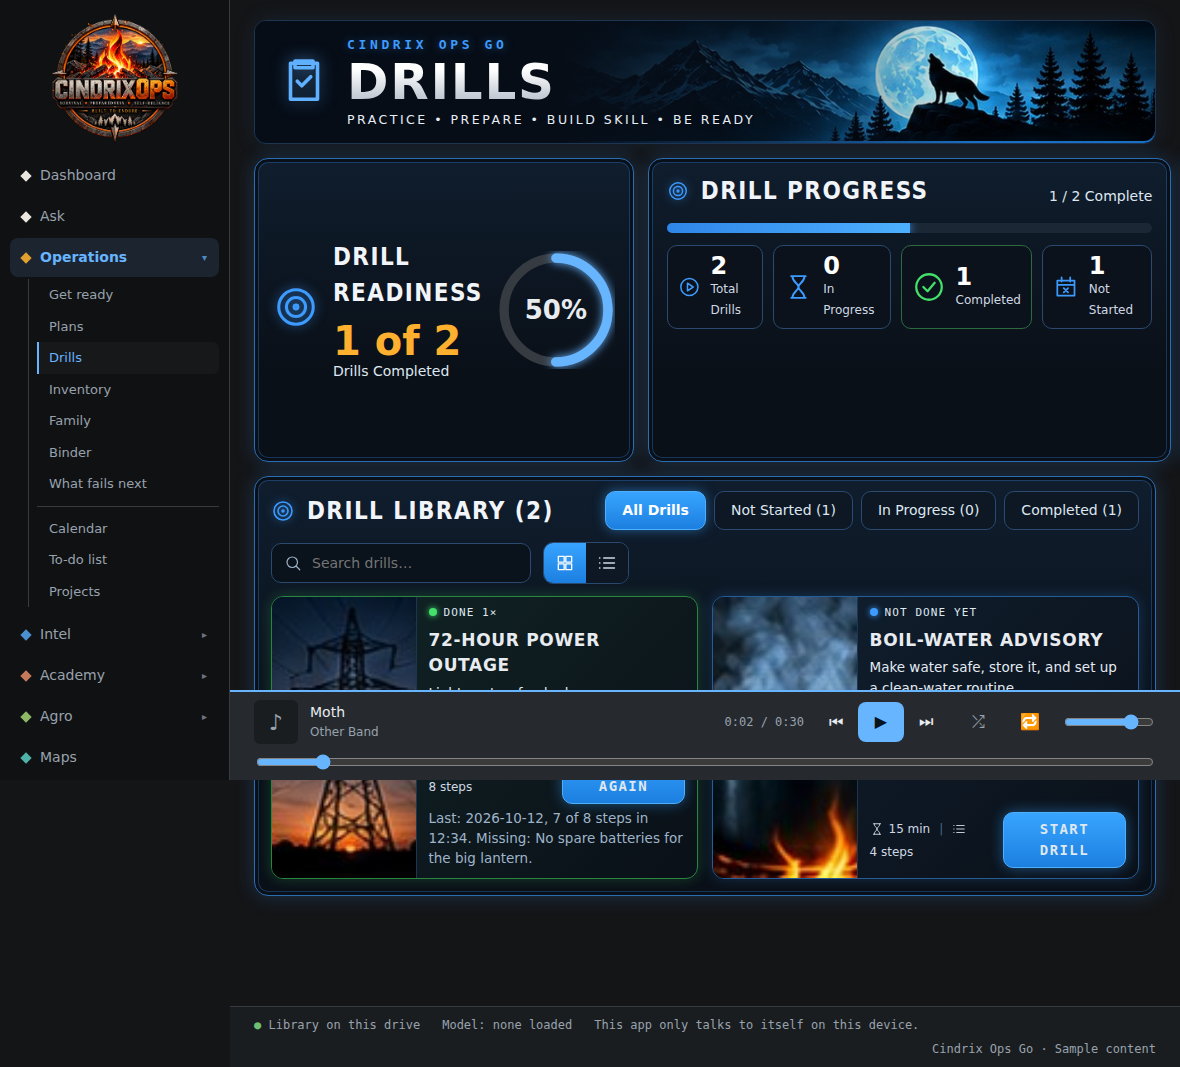 CINDRIXOPS
SURVIVAL • PREPAREDNESS • SELF-RELIANCE
BUILT TO ENDURE
Dashboard
Ask
Operations
Get ready
Plans
Drills
Inventory
Family
Binder
What fails next
Calendar
To-do list
Projects
Intel
Academy
Agro
Maps
CINDRIX OPS GO
DRILLS
PRACTICE • PREPARE • BUILD SKILL • BE READY
DRILL
READINESS
1 of 2
Drills Completed
50%
DRILL PROGRESS
1 / 2 Complete
2
Total
Drills
0
In
Progress
1
Completed
1
Not
Started
DRILL LIBRARY (2)
All Drills
Not Started (1)
In Progress (0)
Completed (1)
Search drills...
DONE 1×
72-HOUR POWER
OUTAGE
NOT DONE YET
BOIL-WATER ADVISORY
Make water safe, store it, and set up
a clean-water routine
Moth
Other Band
0:02 / 0:30
8 steps
AGAIN
Last: 2026-10-12, 7 of 8 steps in
12:34. Missing: No spare batteries for
the big lantern.
15 min |
4 steps
START
DRILL
Library on this drive Model: none loaded This app only talks to itself on this device.
Cindrix Ops Go · Sample content